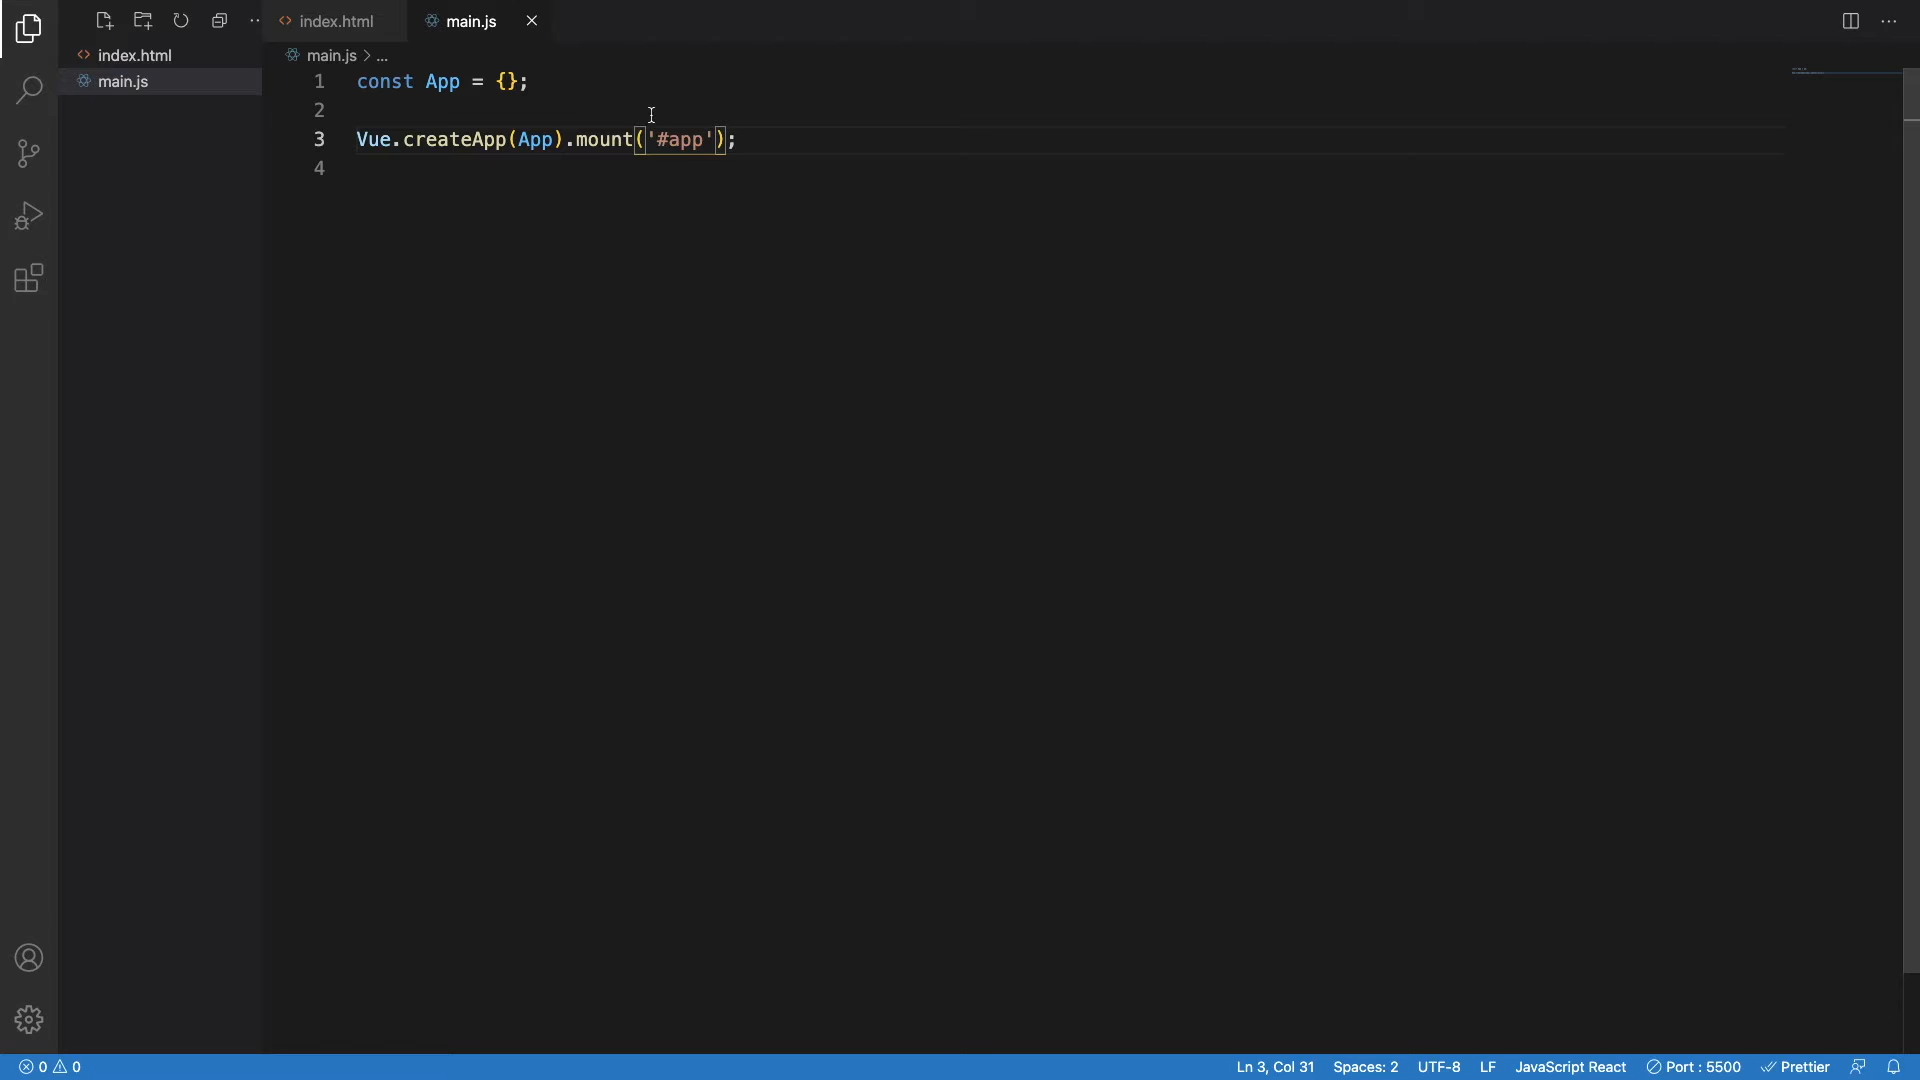 index.html
main.js
index.html
main.js
main.js > ...
1 const App = {};
2
3 Vue.createApp(App).mount('#app');
4
0 0
Ln 3, Col 31
Spaces: 2
UTF-8
LF
JavaScript React
Port : 5500
Prettier